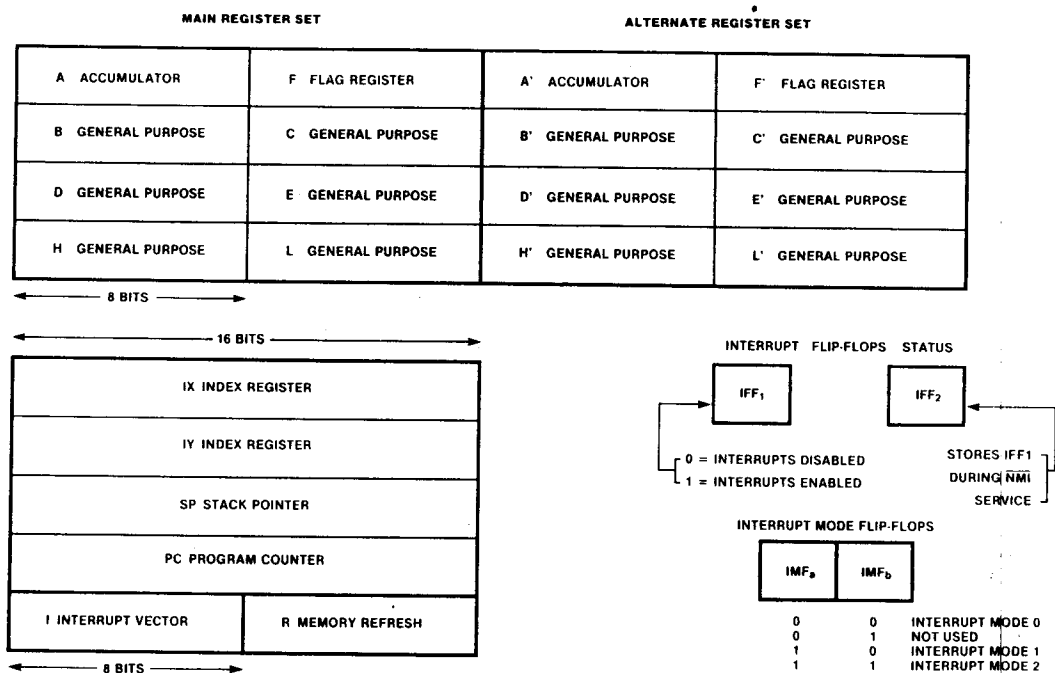 MAIN REGISTER SET
ALTERNATE REGISTER SET
A ACCUMULATOR
F FLAG REGISTER
A' ACCUMULATOR
F' FLAG REGISTER
B GENERAL PURPOSE
C GENERAL PURPOSE
B' GENERAL PURPOSE
C' GENERAL PURPOSE
D GENERAL PURPOSE
E GENERAL PURPOSE
D' GENERAL PURPOSE
E' GENERAL PURPOSE
H GENERAL PURPOSE
L GENERAL PURPOSE
H' GENERAL PURPOSE
L' GENERAL PURPOSE
8 BITS
16 BITS
IX INDEX REGISTER
IY INDEX REGISTER
SP STACK POINTER
PC PROGRAM COUNTER
I INTERRUPT VECTOR
R MEMORY REFRESH
8 BITS
INTERRUPT FLIP-FLOPS STATUS
IFF1
IFF2
0 = INTERRUPTS DISABLED
1 = INTERRUPTS ENABLED
STORES IFF1
DURING NMI
SERVICE
INTERRUPT MODE FLIP-FLOPS
IMFa
IMFb
0 0 INTERRUPT MODE 0
0 1 NOT USED
1 0 INTERRUPT MODE 1
1 1 INTERRUPT MODE 2